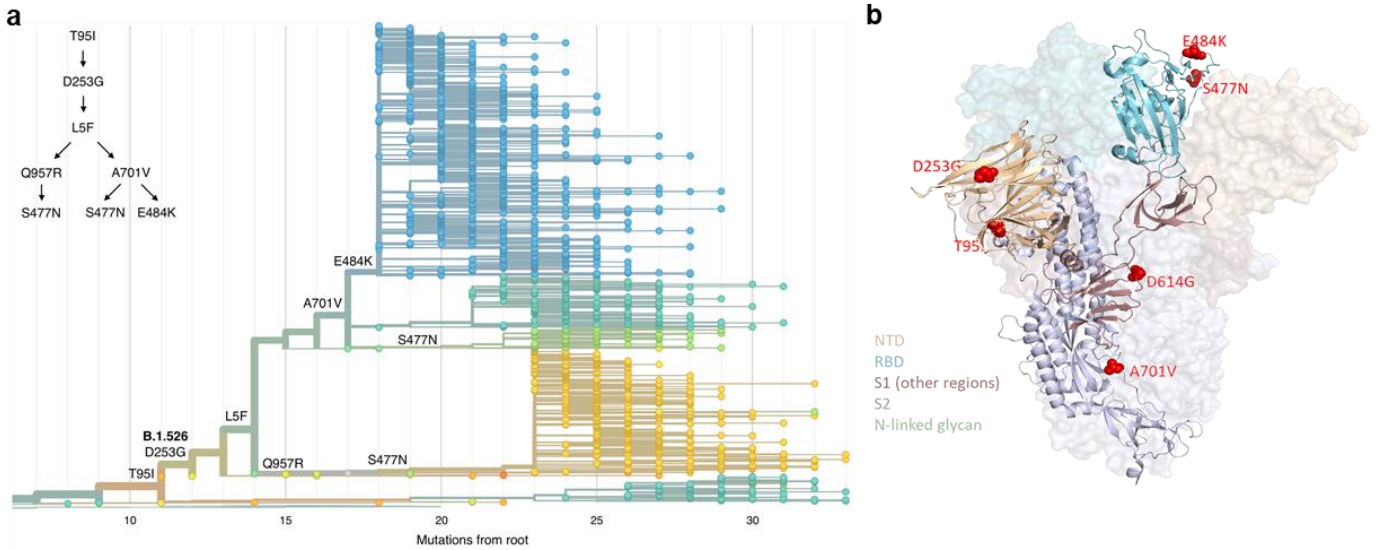 a
T95I
D253G
L5F
Q957R A701V
S477N S477N E484K
E484K
A701V
S477N
L5F
B.1.526
D253G
T95I
Q957R S477N
10 15 20 25 30
Mutations from root
b
E484K
S477N
D253G
T95I
D614G
A701V
NTD
RBD
S1 (other regions)
S2
N-linked glycan